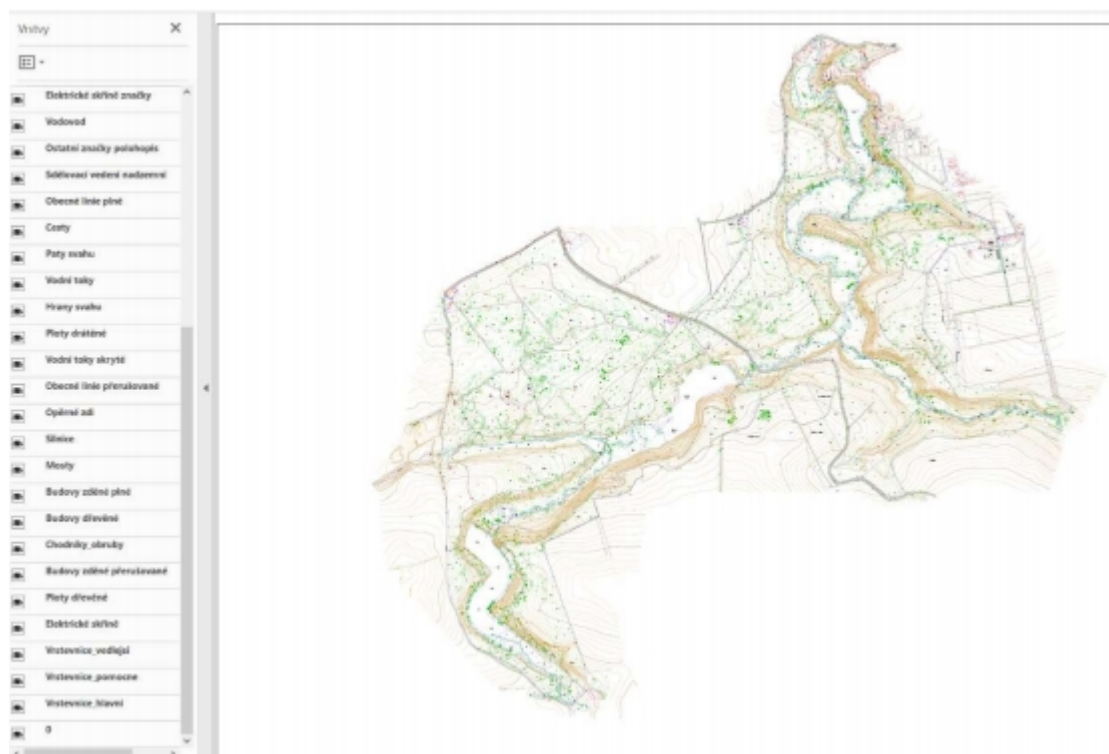 Vrstvy
Elektrické skříně značky
Vodovod
Ostatní značky polohopis
Sdělovací vedení nadzemní
Obecné linie plné
Cesty
Paty svahu
Vodní toky
Hrany svahu
Ploty drátěné
Vodní toky skryté
Obecné linie přerušované
Opěrné zdi
Silnice
Mosty
Budovy zděné plné
Budovy dřevěné
Chodníky_obruby
Budovy zděné přerušované
Ploty dřevěné
Elektrické skříně
Vrstevnice_vedlejsi
Vrstevnice_pomocne
Vrstevnice_hlavni
0